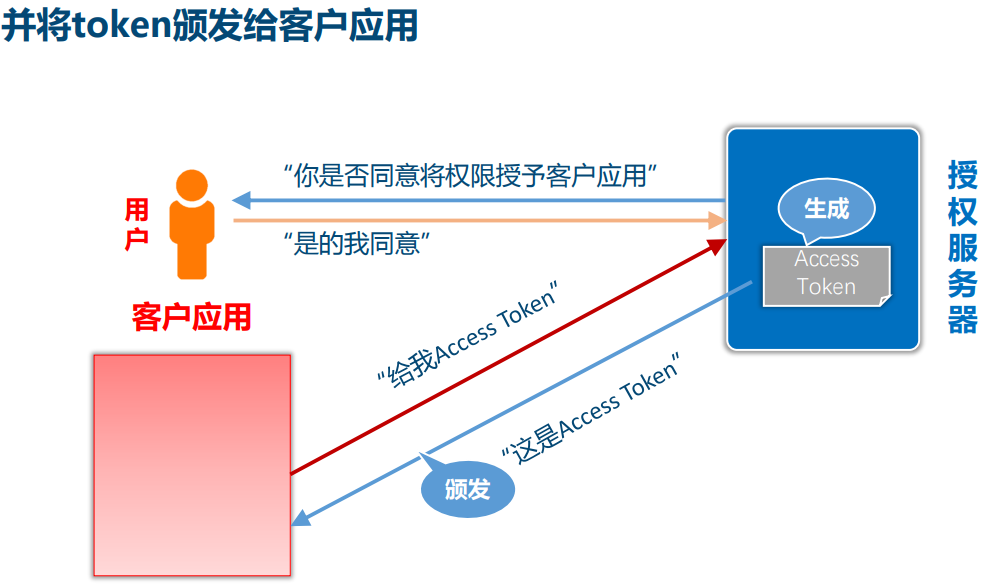 并将token颁发给客户应用
“你是否同意将权限授予客户应用”
用户
“是的我同意”
生成
Access
Token
授权服务器
客户应用
“给我Access Token”
“这是Access Token”
颁发